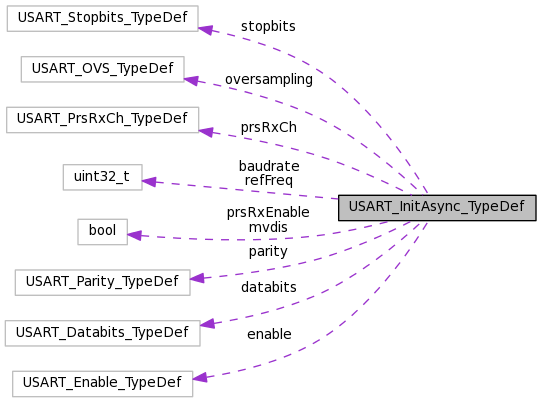 USART_Stopbits_TypeDef
stopbits
USART_OVS_TypeDef
oversampling
USART_PrsRxCh_TypeDef
prsRxCh
uint32_t
baudrate
refFreq
USART_InitAsync_TypeDef
bool
prsRxEnable
mvdis
parity
USART_Parity_TypeDef
databits
USART_Databits_TypeDef
enable
USART_Enable_TypeDef